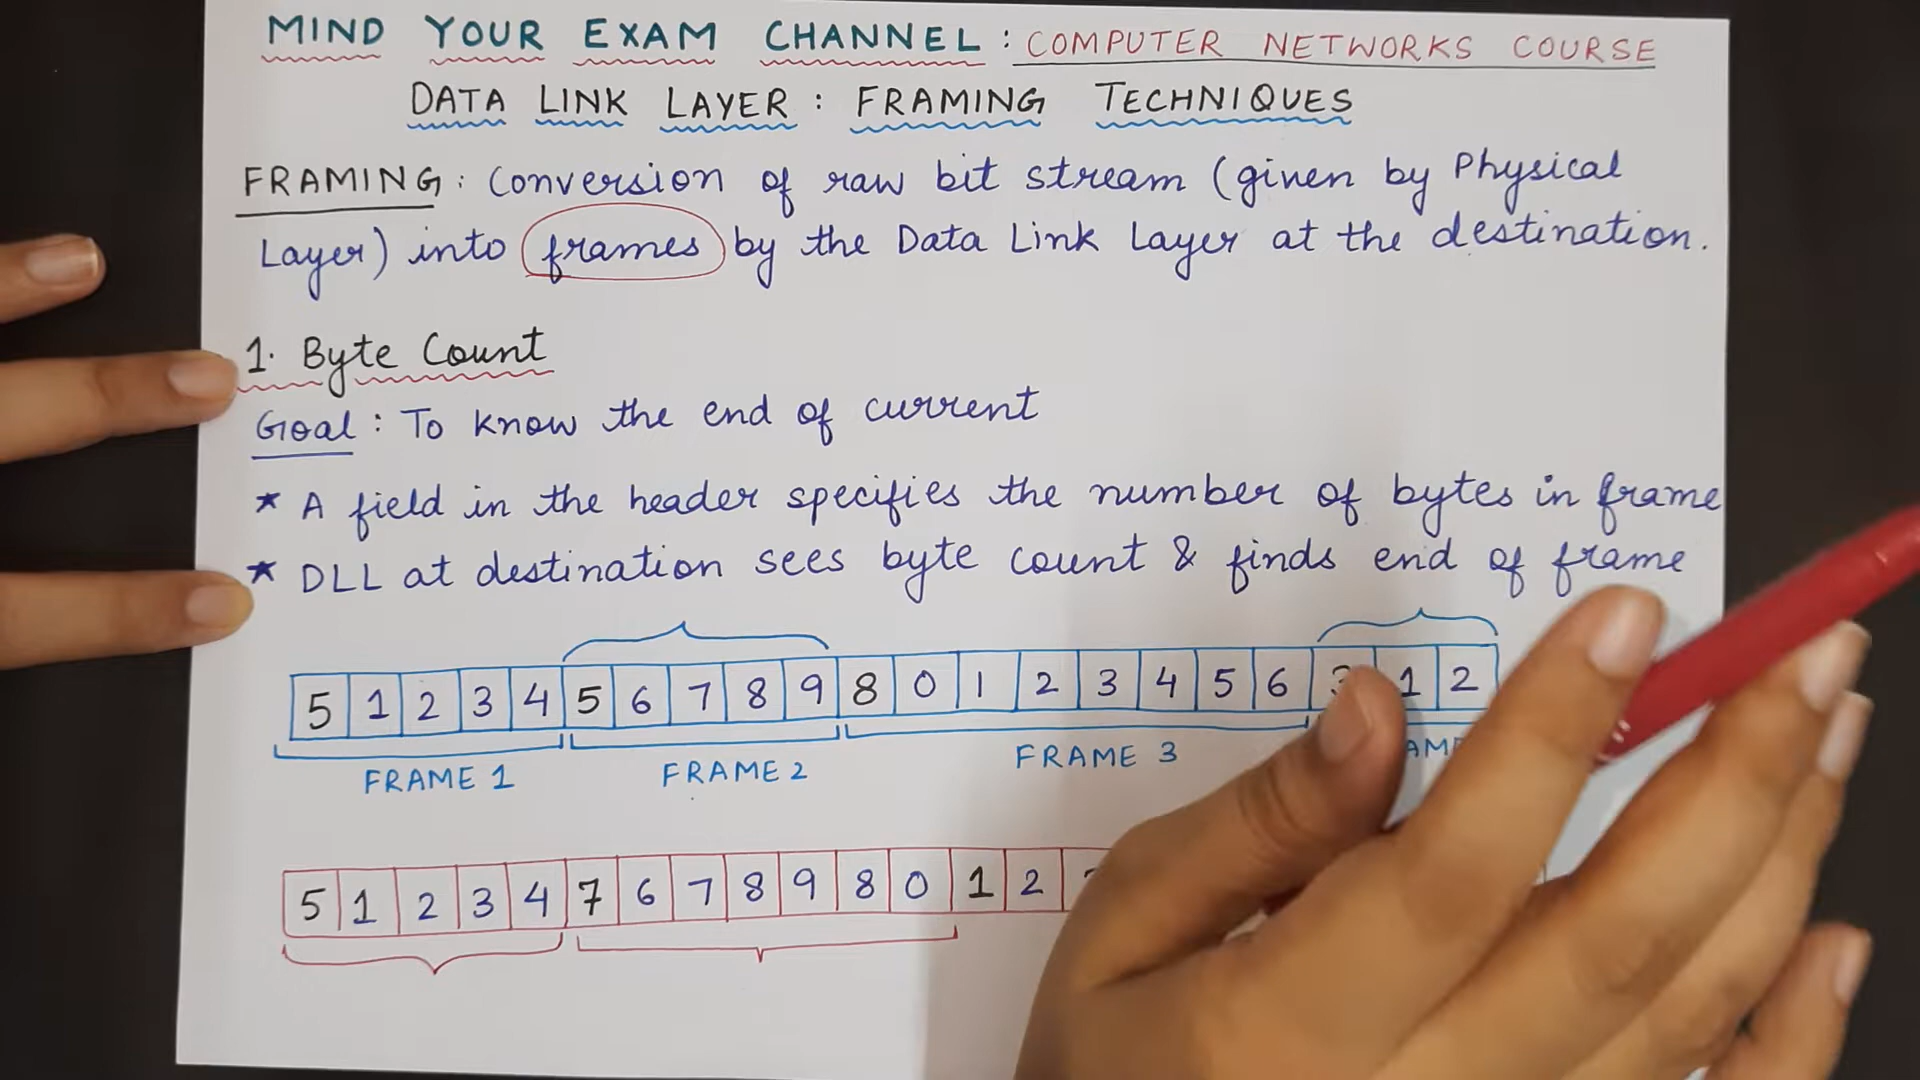 MIND YOUR EXAM CHANNEL : COMPUTER NETWORKS COURSE
DATA LINK LAYER : FRAMING TECHNIQUES
FRAMING : Conversion of raw bit stream (given by Physical
Layer) into frames by the Data Link Layer at the destination.
1. Byte Count
Goal : To know the end of current
* A field in the header specifies the number of bytes in frame
* DLL at destination sees byte count & finds end of frame
5 1 2 3 4 5 6 7 8 9 8 0 1 2 3 4 5 6 1 2
FRAME 1 FRAME 2 FRAME 3
5 1 2 3 4 7 6 7 8 9 8 0 1 2